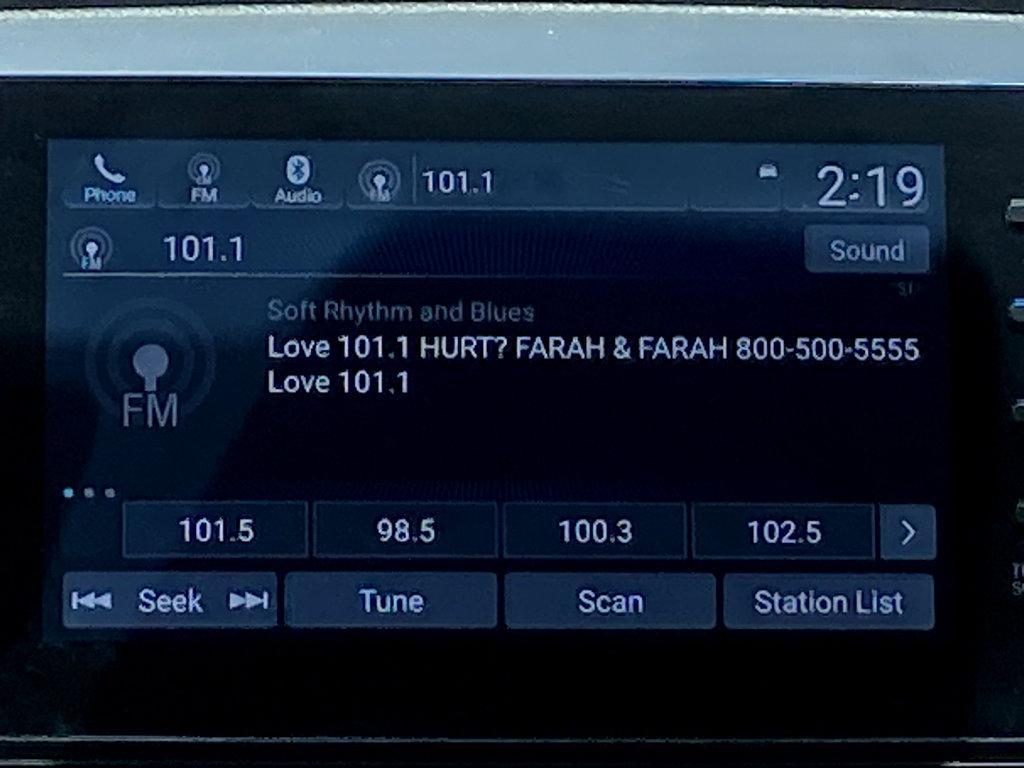 Phone FM Audio FM 101.1 2:19
FM 101.1 Sound
Soft Rhythm and Blues
Love 101.1 HURT? FARAH & FARAH 800-500-5555
Love 101.1
FM
101.5 98.5 100.3 102.5
Seek Tune Scan Station List